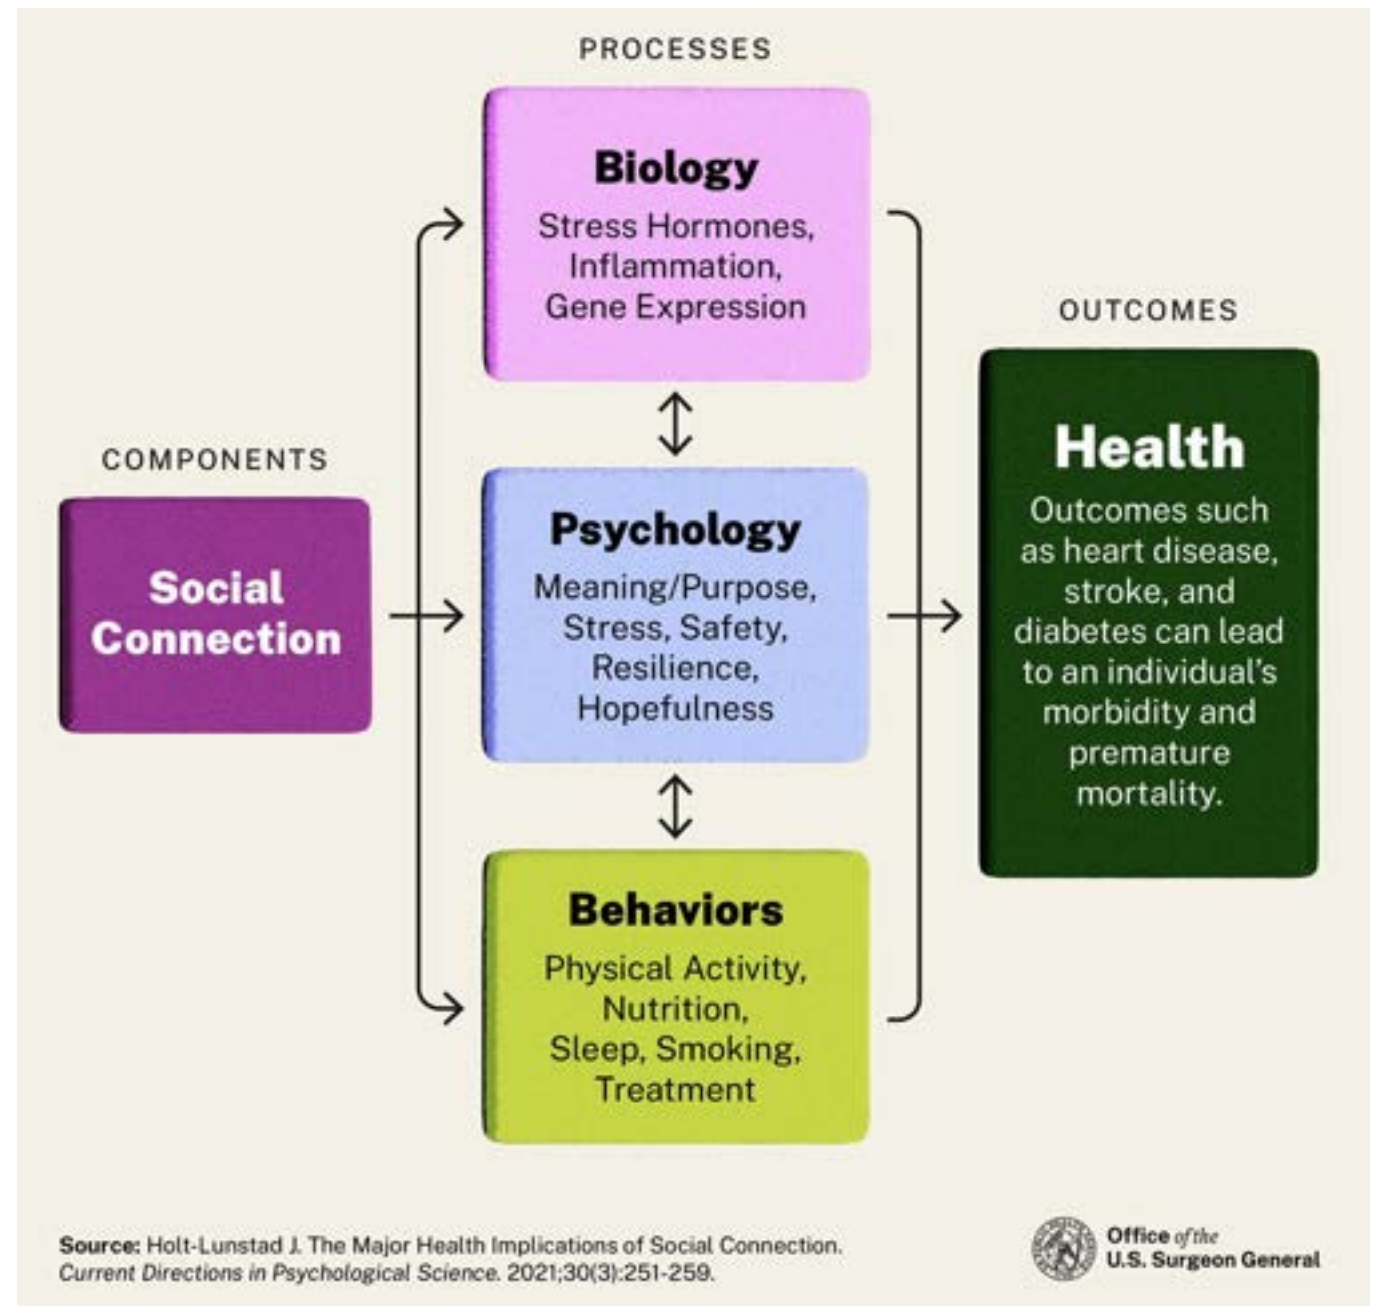 PROCESSES
Biology
Stress Hormones,
Inflammation,
Gene Expression
OUTCOMES
Health
Outcomes such
as heart disease,
stroke, and
diabetes can lead
to an individual's
morbidity and
premature
mortality.
COMPONENTS
Social
Connection
Psychology
Meaning/Purpose,
Stress, Safety,
Resilience,
Hopefulness
Behaviors
Physical Activity,
Nutrition,
Sleep, Smoking,
Treatment
Source: Holt-Lunstad J. The Major Health Implications of Social Connection.
Current Directions in Psychological Science. 2021;30(3):251-259.
Office of the
U.S. Surgeon General